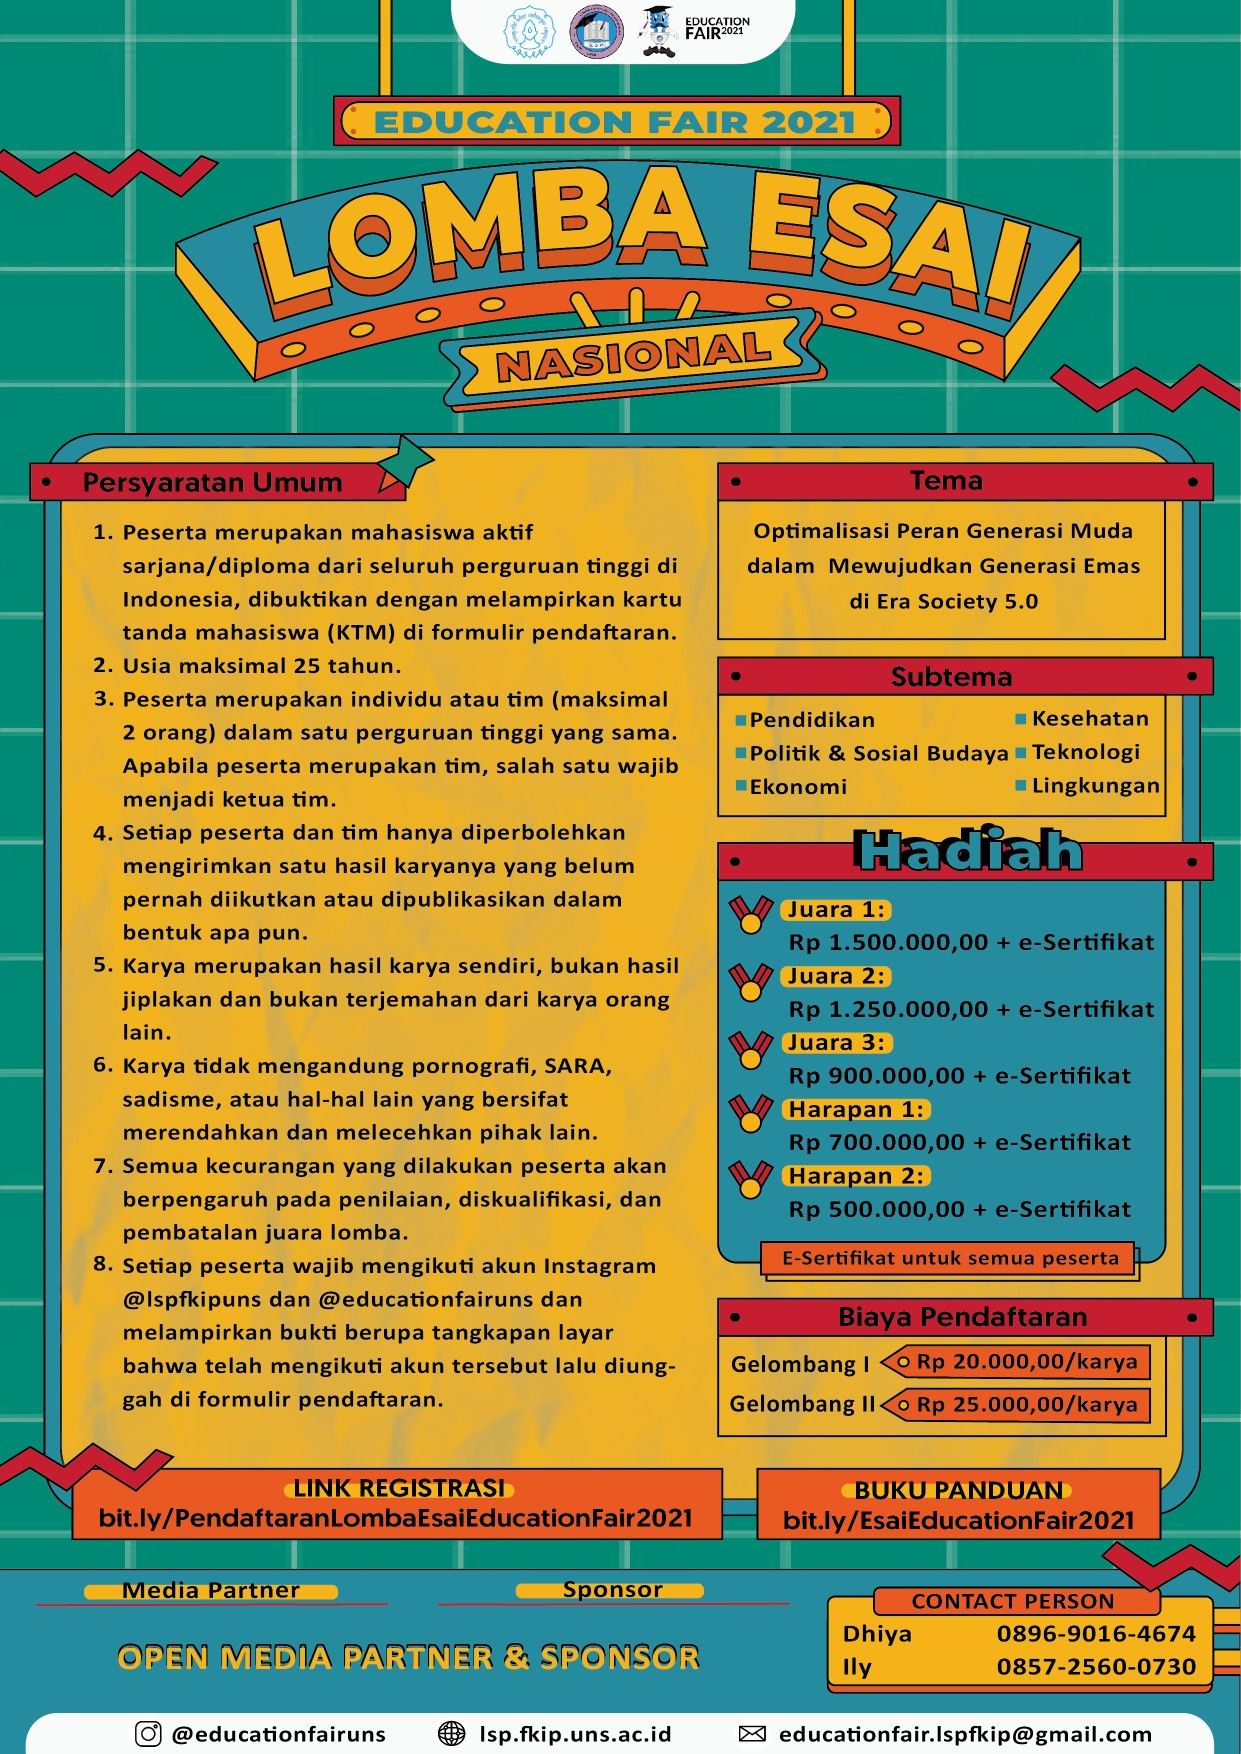 EDUCATION
FAIR 2021
EDUCATION FAIR 2021
LOMBA ESAI
NASIONAL
Persyaratan Umum
1. Peserta merupakan mahasiswa aktif
sarjana/diploma dari seluruh perguruan tinggi di
Indonesia, dibuktikan dengan melampirkan kartu
tanda mahasiswa (KTM) di formulir pendaftaran.
2. Usia maksimal 25 tahun.
3. Peserta merupakan individu atau tim (maksimal
2 orang) dalam satu perguruan tinggi yang sama.
Apabila peserta merupakan tim, salah satu wajib
menjadi ketua tim.
4. Setiap peserta dan tim hanya diperbolehkan
mengirimkan satu hasil karyanya yang belum
pernah diikutkan atau dipublikasikan dalam
bentuk apa pun.
5. Karya merupakan hasil karya sendiri, bukan hasil
jiplakan dan bukan terjemahan dari karya orang
lain.
6. Karya tidak mengandung pornografi, SARA,
sadisme, atau hal-hal lain yang bersifat
merendahkan dan melecehkan pihak lain.
7. Semua kecurangan yang dilakukan peserta akan
berpengaruh pada penilaian, diskualifikasi, dan
pembatalan juara lomba.
8. Setiap peserta wajib mengikuti akun Instagram
@lspfkipuns dan @educationfairuns dan
melampirkan bukti berupa tangkapan layar
bahwa telah mengikuti akun tersebut lalu diung-
gah di formulir pendaftaran.
Tema
Optimalisasi Peran Generasi Muda
dalam Mewujudkan Generasi Emas
di Era Society 5.0
Subtema
Pendidikan
Politik & Sosial Budaya
Ekonomi
Kesehatan
Teknologi
Lingkungan
Hadiah
Juara 1:
Rp 1.500.000,00 + e-Sertifikat
Juara 2:
Rp 1.250.000,00 + e-Sertifikat
Juara 3:
Rp 900.000,00 + e-Sertifikat
Harapan 1:
Rp 700.000,00 + e-Sertifikat
Harapan 2:
Rp 500.000,00 + e-Sertifikat
E-Sertifikat untuk semua peserta
Biaya Pendaftaran
Gelombang I Rp 20.000,00/karya
Gelombang II Rp 25.000,00/karya
LINK REGISTRASI
bit.ly/PendaftaranLombaEsaiEducationFair2021
BUKU PANDUAN
bit.ly/EsaiEducationFair2021
Media Partner
Sponsor
OPEN MEDIA PARTNER & SPONSOR
CONTACT PERSON
Dhiya 0896-9016-4674
Ily 0857-2560-0730
@educationfairuns
lsp.fkip.uns.ac.id
educationfair.lspfkip@gmail.com